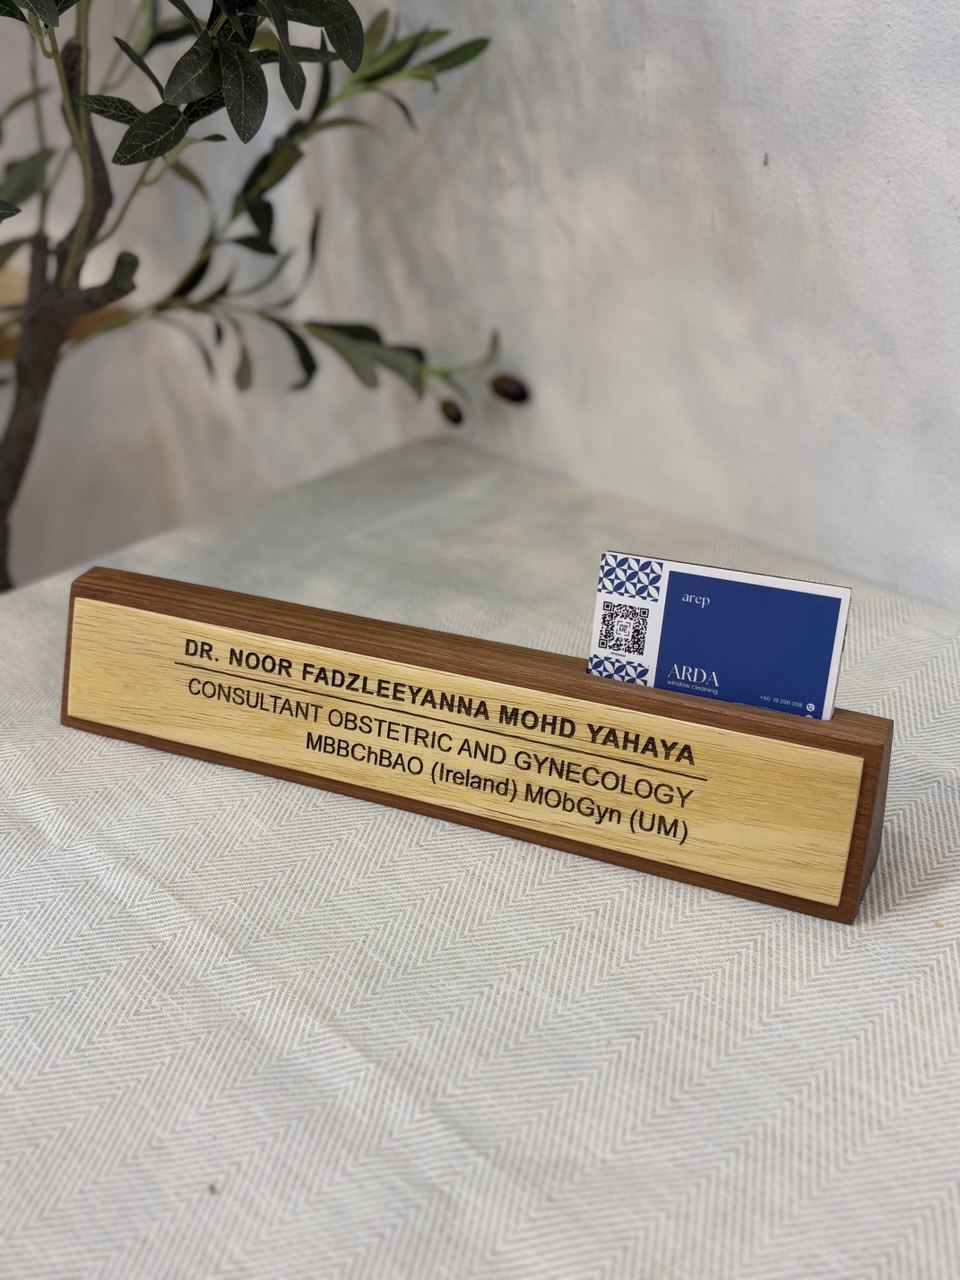 DR. NOOR FADZLEEYANNA MOHD YAHAYA
CONSULTANT OBSTETRIC AND GYNECOLOGY
MBBChBAO (Ireland) MObGyn (UM)
arep
ARDA
window cleaning